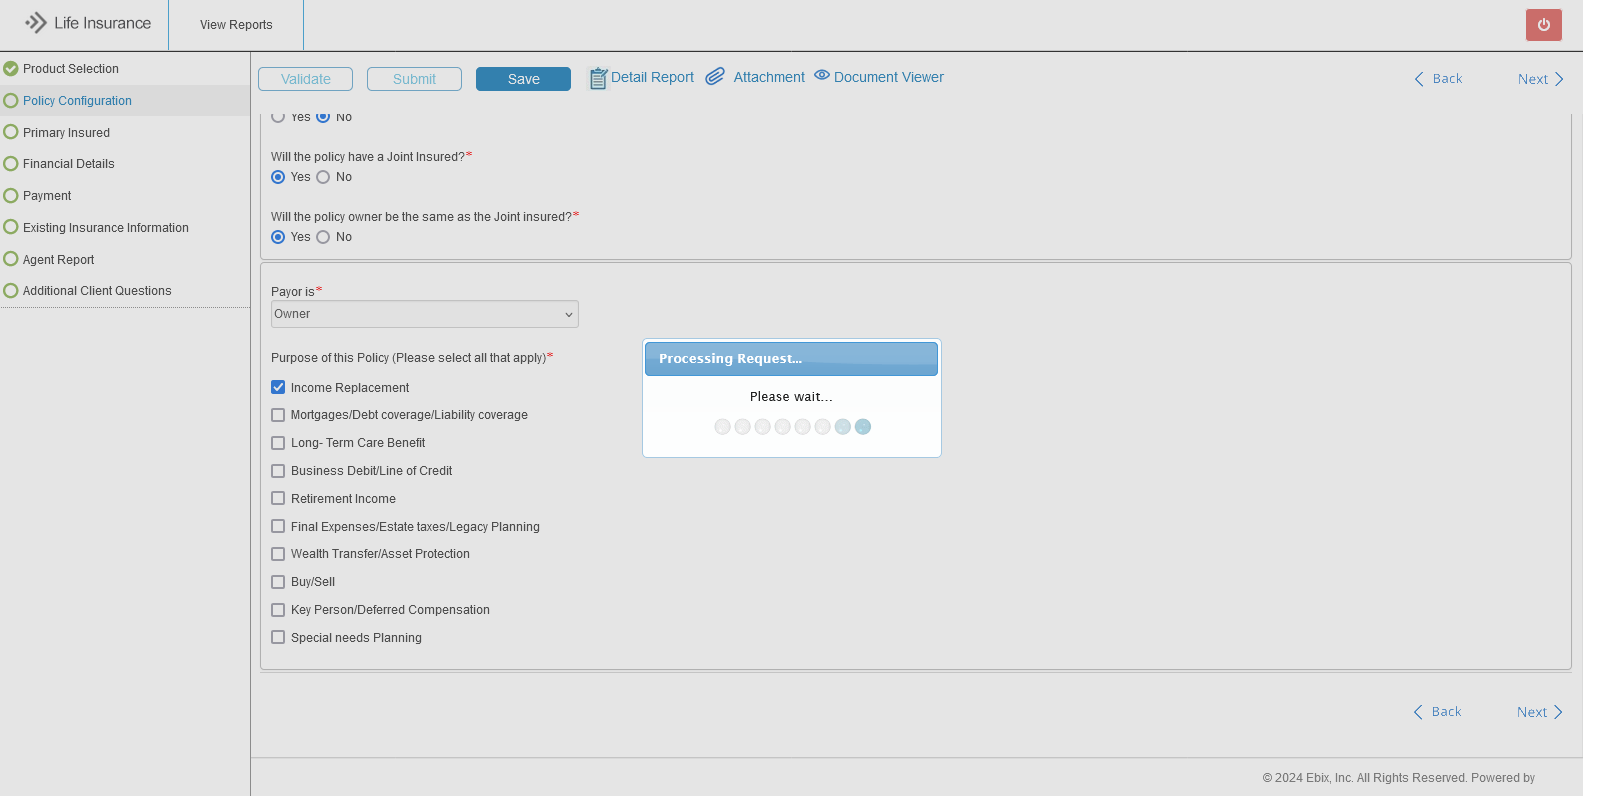 Life Insurance
View Reports
Product Selection
Policy Configuration
Primary Insured
Financial Details
Payment
Existing Insurance Information
Agent Report
Additional Client Questions
Validate
Submit
Save
Detail Report
Attachment
Document Viewer
Back
Next
Yes No
Will the policy have a Joint Insured?*
Yes No
Will the policy owner be the same as the Joint insured?*
Yes No
Payor is*
Owner
Purpose of this Policy (Please select all that apply)*
Income Replacement
Mortgages/Debt coverage/Liability coverage
Long- Term Care Benefit
Business Debit/Line of Credit
Retirement Income
Final Expenses/Estate taxes/Legacy Planning
Wealth Transfer/Asset Protection
Buy/Sell
Key Person/Deferred Compensation
Special needs Planning
Processing Request...
Please wait...
Back
Next
© 2024 Ebix, Inc. All Rights Reserved. Powered by